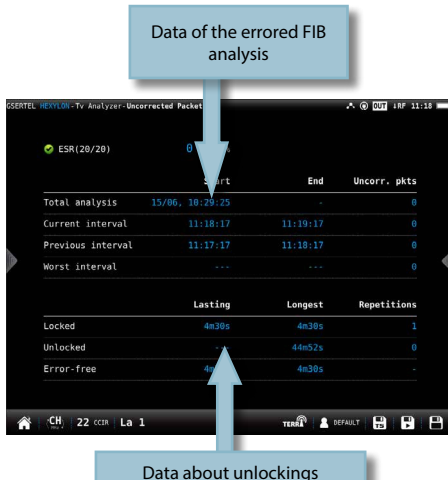 Data of the errored FIB
analysis
GSERTEL HEXYLON-Tv Analyzer-Uncorrected Packet OUT RF 11:18
ESR(20/20) 0
Start End Uncorr. pkts
Total analysis 15/06, 10:29:25 - 0
Current interval 11:18:17 11:19:17 0
Previous interval 11:17:17 11:18:17 0
Worst interval --- --- 0
Lasting Longest Repetitions
Locked 4m30s 4m30s 1
Unlocked --- 44m52s 0
Error-free 4m30s -
CH 22 CCIR La 1 TERR DEFAULT TS
Data about unlockings